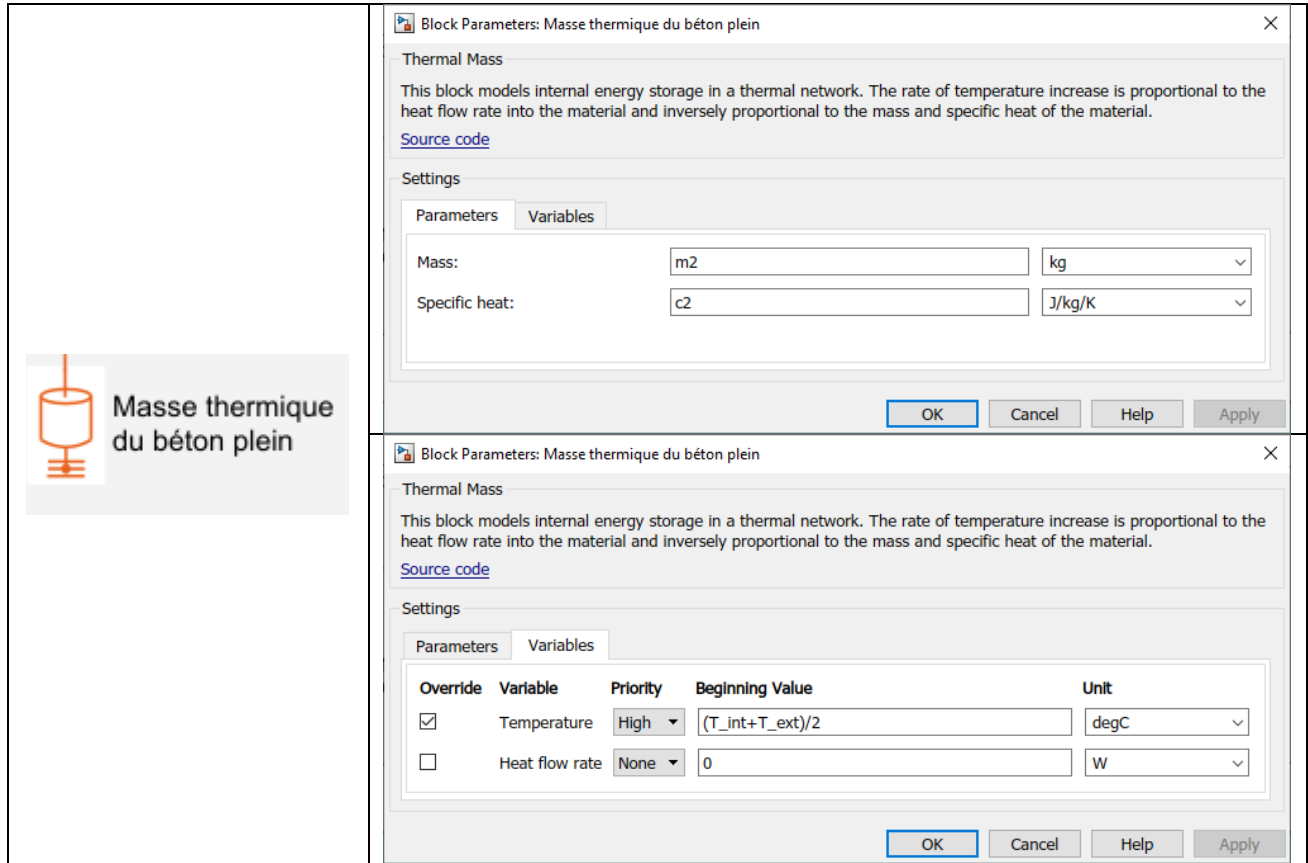 Masse thermique
du béton plein
Block Parameters: Masse thermique du béton plein
Thermal Mass
This block models internal energy storage in a thermal network. The rate of temperature increase is proportional to the
heat flow rate into the material and inversely proportional to the mass and specific heat of the material.
Source code
Settings
Parameters Variables
Mass: m2 kg
Specific heat: c2 J/kg/K
OK Cancel Help Apply
Block Parameters: Masse thermique du béton plein
Thermal Mass
This block models internal energy storage in a thermal network. The rate of temperature increase is proportional to the
heat flow rate into the material and inversely proportional to the mass and specific heat of the material.
Source code
Settings
Parameters Variables
Override Variable Priority Beginning Value Unit
Temperature High (T_int+T_ext)/2 degC
Heat flow rate None 0 W
OK Cancel Help Apply